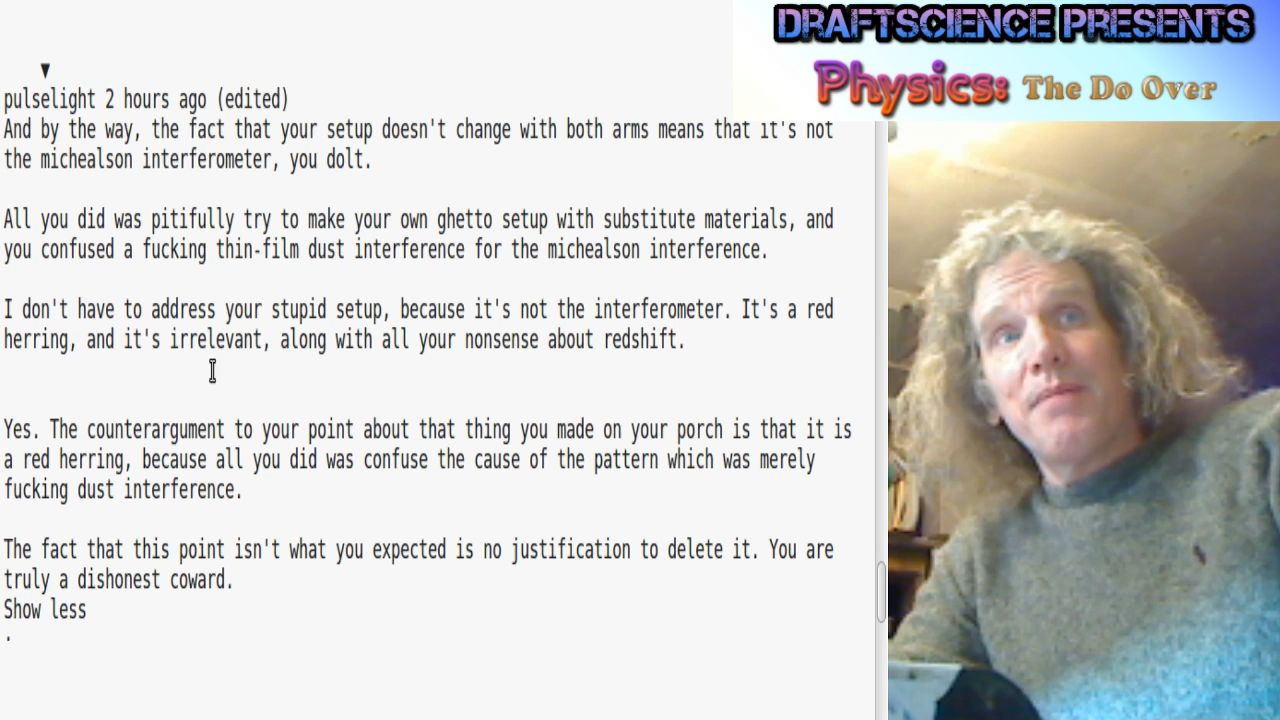 DRAFTSCIENCE PRESENTS
Physics: The Do Over
pulselight 2 hours ago (edited)
And by the way, the fact that your setup doesn't change with both arms means that it's not
the michealson interferometer, you dolt.
All you did was pitifully try to make your own ghetto setup with substitute materials, and
you confused a fucking thin-film dust interference for the michealson interference.
I don't have to address your stupid setup, because it's not the interferometer. It's a red
herring, and it's irrelevant, along with all your nonsense about redshift.
Yes. The counterargument to your point about that thing you made on your porch is that it is
a red herring, because all you did was confuse the cause of the pattern which was merely
fucking dust interference.
The fact that this point isn't what you expected is no justification to delete it. You are
truly a dishonest coward.
Show less
.